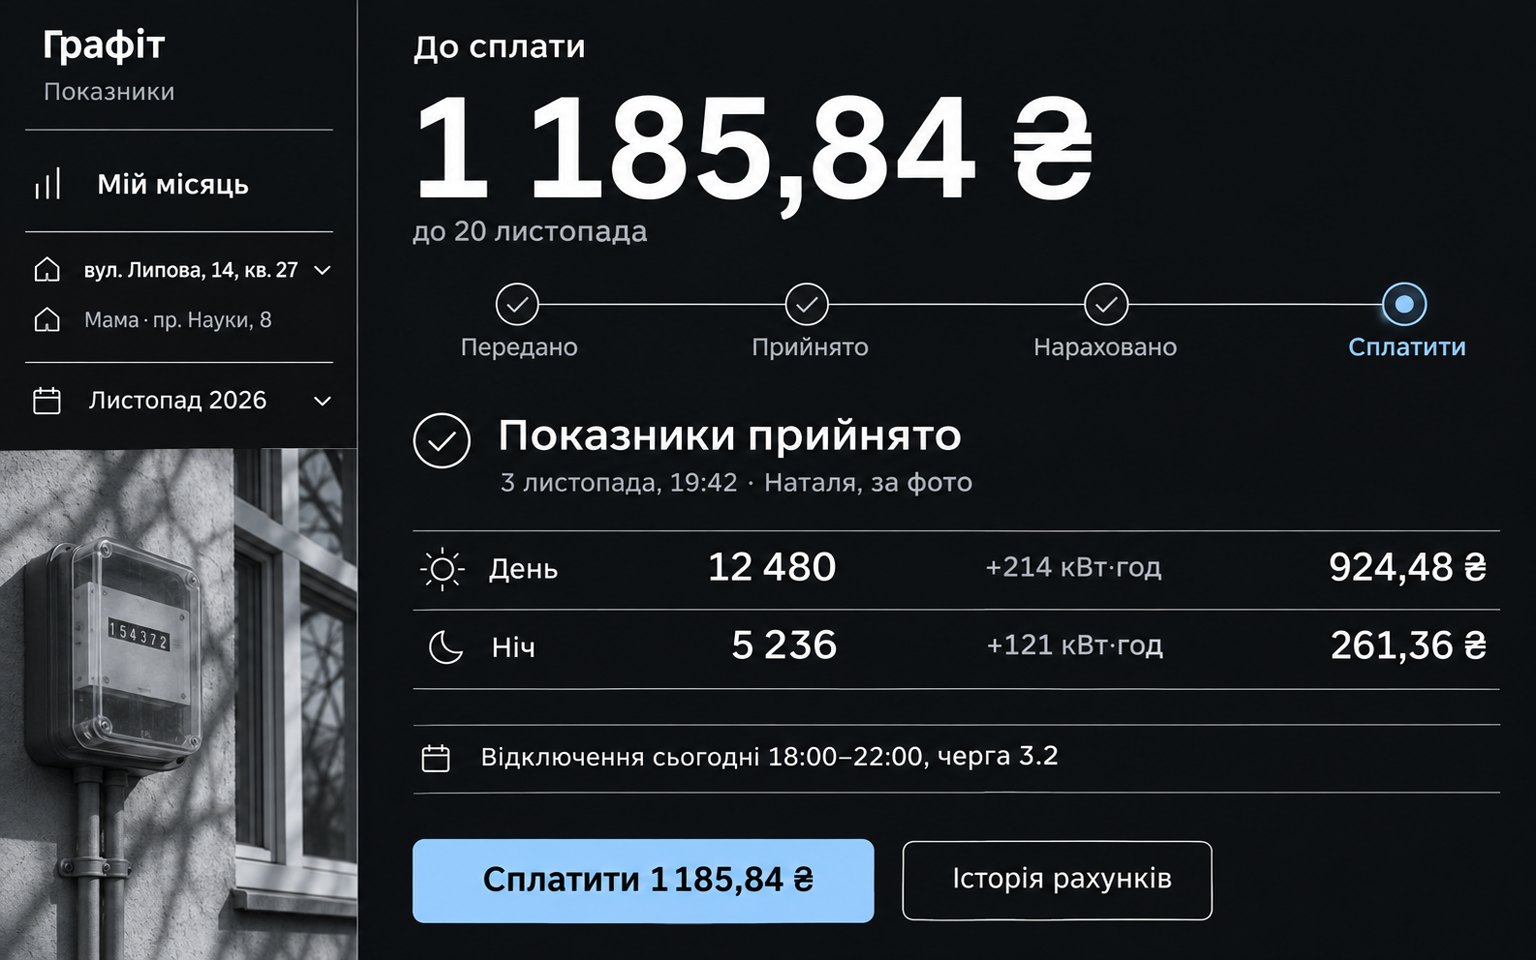 Графіт
Показники
Мій місяць
вул. Липова, 14, кв. 27
Мама · пр. Науки, 8
Листопад 2026
154372
До сплати
1 185,84 ₴
до 20 листопада
Передано
Прийнято
Нараховано
Сплатити
Показники прийнято
3 листопада, 19:42 · Наталя, за фото
День 12 480 +214 кВт·год 924,48 ₴
Ніч 5 236 +121 кВт·год 261,36 ₴
Відключення сьогодні 18:00–22:00, черга 3.2
Сплатити 1 185,84 ₴
Історія рахунків